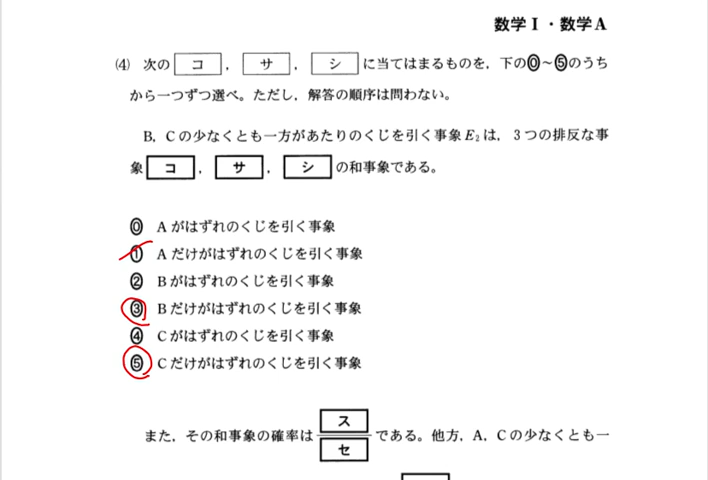 数学Ⅰ・数学A
(4) 次の コ , サ , シ に当てはまるものを，下の⓪～⑤のうち
から一つずつ選べ。ただし，解答の順序は問わない。
B，Cの少なくとも一方があたりのくじを引く事象E₂は，3つの排反な事
象 コ , サ , シ の和事象である。
⓪ Aがはずれのくじを引く事象
① Aだけがはずれのくじを引く事象
② Bがはずれのくじを引く事象
③ Bだけがはずれのくじを引く事象
④ Cがはずれのくじを引く事象
⑤ Cだけがはずれのくじを引く事象
ス
また，その和事象の確率は である。他方，A，Cの少なくとも一
セ